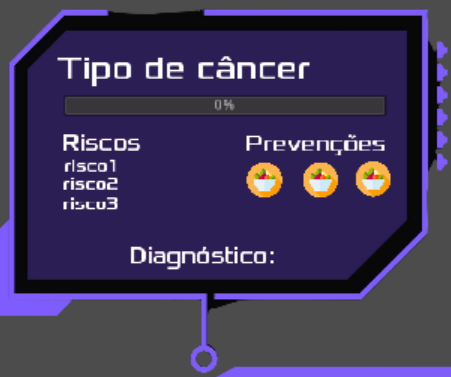 Tipo de câncer
0%
Riscos
Prevenções
risco1
risco2
risco3
Diagnóstico: